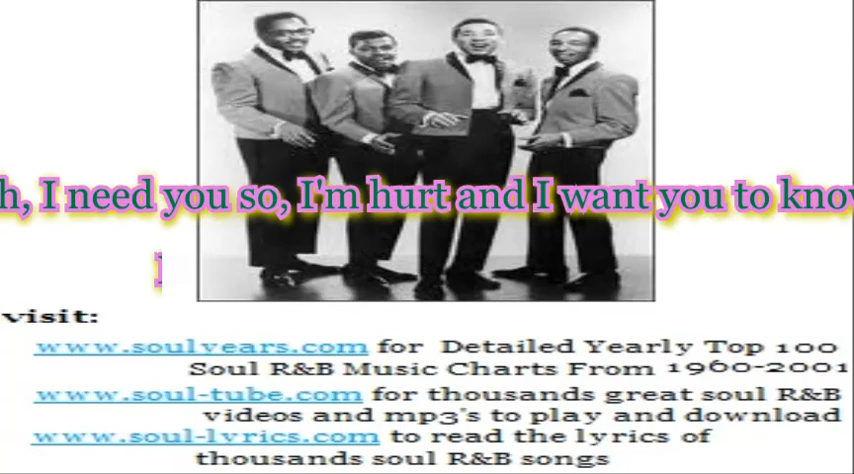 h, I need you so, I'm hurt and I want you to know
I
visit:
www.soulyears.com for Detailed Yearly Top 100
Soul R&B Music Charts From 1960-2001
www.soul-tube.com for thousands great soul R&B
videos and mp3's to play and download
www.soul-lyrics.com to read the lyrics of
thousands soul R&B songs